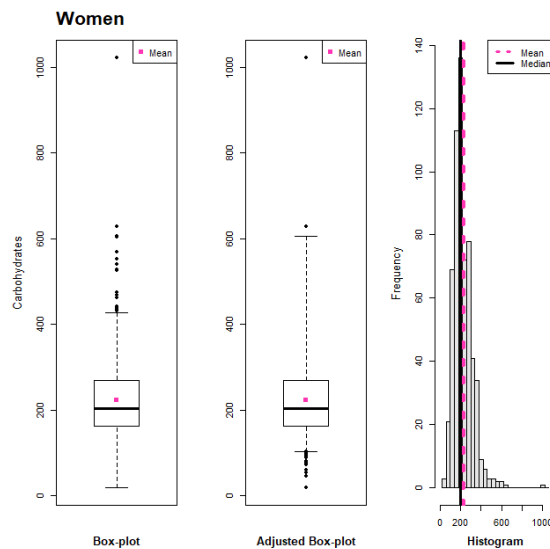 Women
Mean
Mean
Mean
Median
Carbohydrates
0
200
400
600
800
1000
0
200
400
600
800
1000
Frequency
0
20
40
60
80
100
120
140
0 200 600 1000
Box-plot
Adjusted Box-plot
Histogram